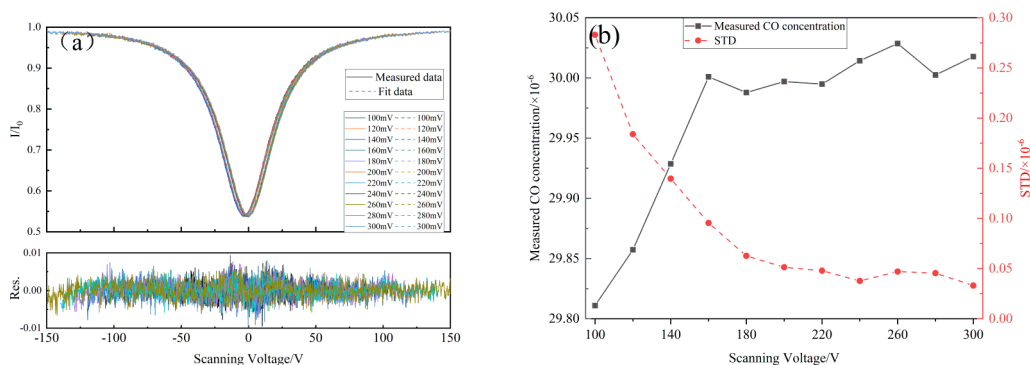 (a)
1.0
0.9
0.8
0.7
0.6
0.5
I/I0
Measured data
Fit data
100mV 100mV
120mV 120mV
140mV 140mV
160mV 160mV
180mV 180mV
200mV 200mV
220mV 220mV
240mV 240mV
260mV 260mV
280mV 280mV
300mV 300mV
0.01
0.00
-0.01
Res.
-150 -100 -50 0 50 100 150
Scanning Voltage/V
(b)
Measured CO concentration
STD
30.05
30.00
29.95
29.90
29.85
29.80
Measured CO concentration/×10-6
0.30
0.25
0.20
0.15
0.10
0.05
0.00
STD/×10-6
100 140 180 220 260 300
Scanning Voltage/V